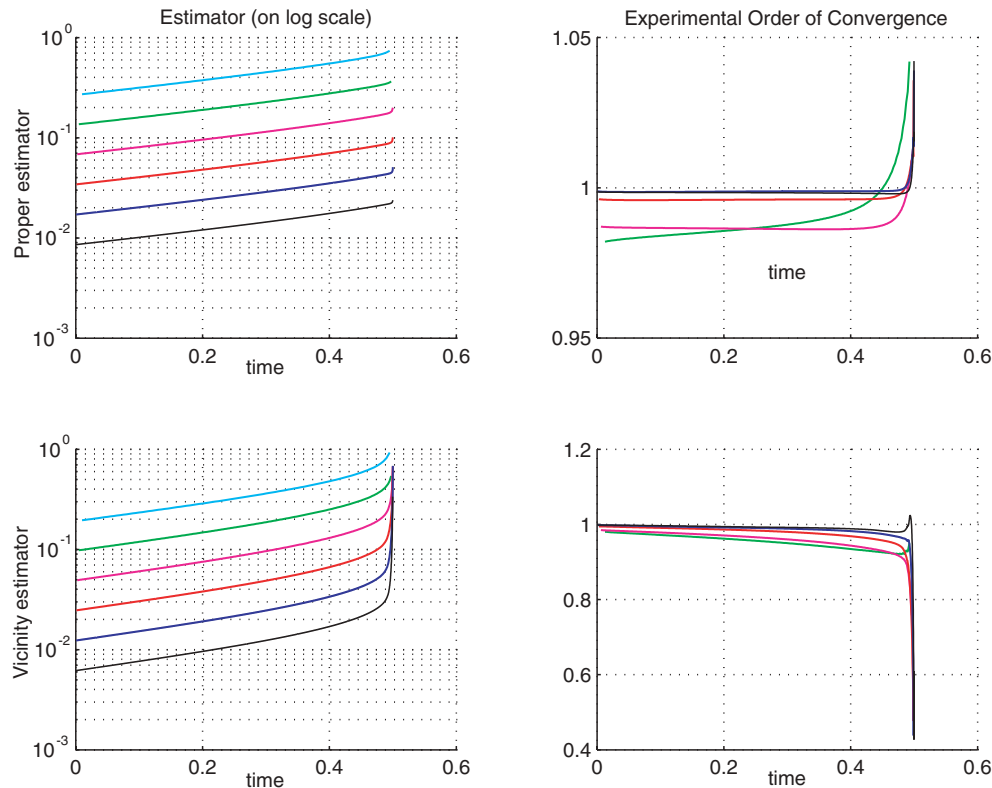 Estimator (on log scale)
Proper estimator
10^0
10^-1
10^-2
10^-3
0 0.2 0.4 0.6
time
Experimental Order of Convergence
1.05
1
0.95
time
0 0.2 0.4 0.6
Vicinity estimator
10^0
10^-1
10^-2
10^-3
0 0.2 0.4 0.6
time
1.2
1
0.8
0.6
0.4
0 0.2 0.4 0.6
time